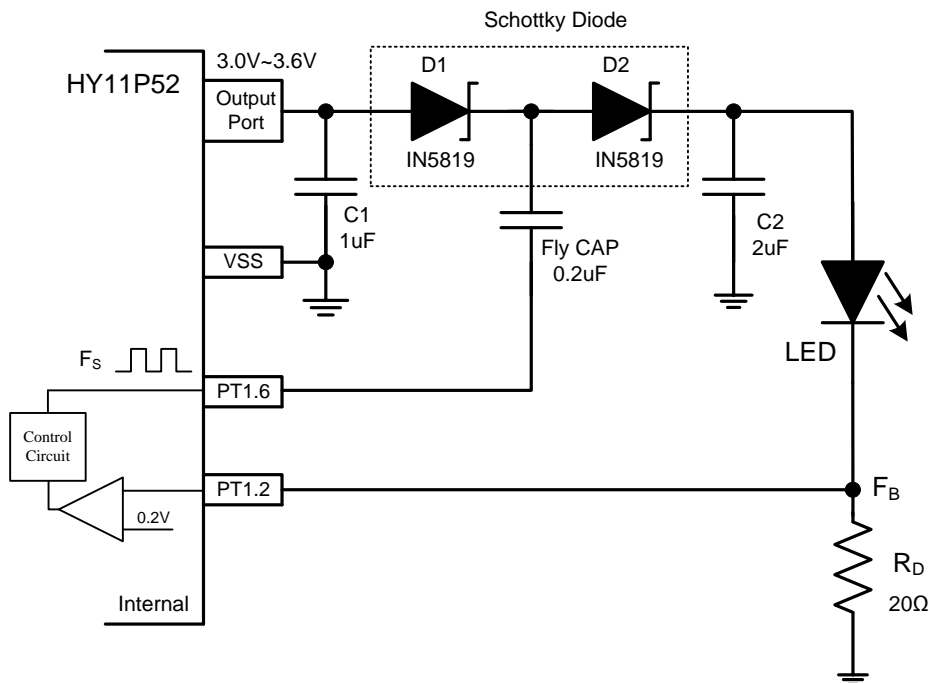 Schottky Diode
HY11P52
3.0V~3.6V
Output
Port
D1
D2
IN5819
IN5819
C1
1uF
Fly CAP
0.2uF
C2
2uF
VSS
LED
FS
PT1.6
Control
Circuit
PT1.2
0.2V
FB
RD
20Ω
Internal